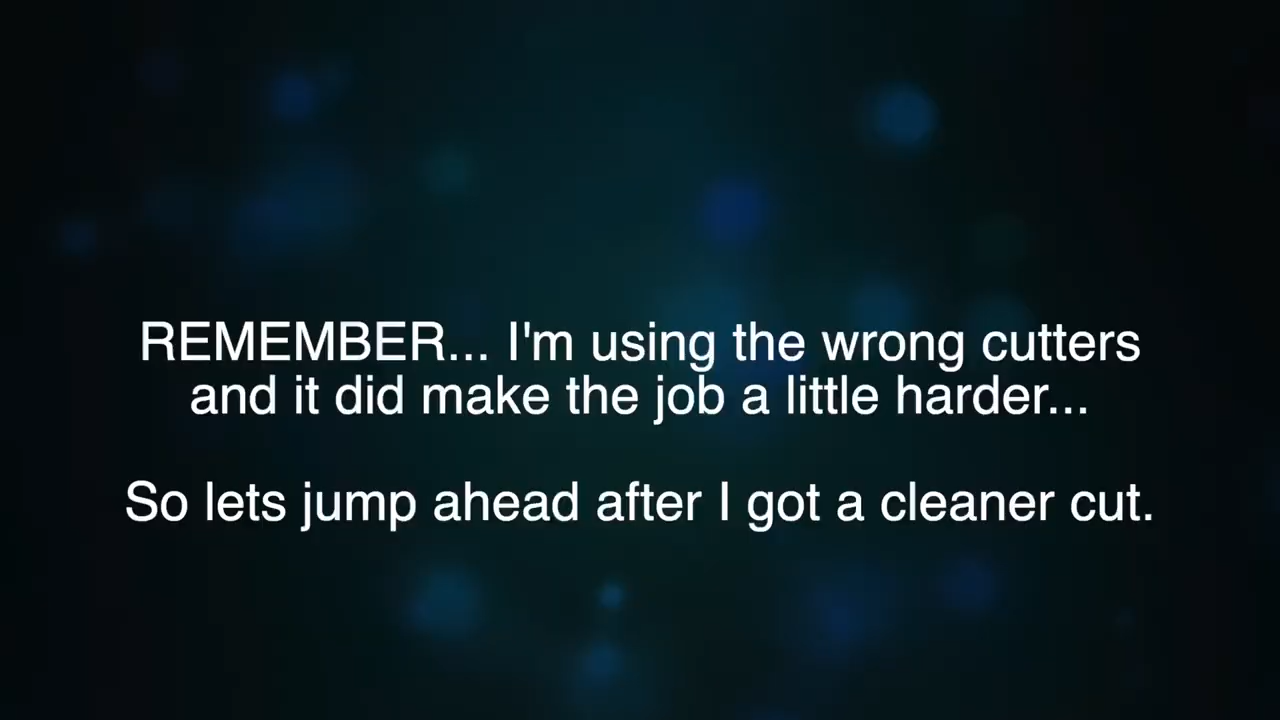 REMEMBER... I'm using the wrong cutters
and it did make the job a little harder...
So lets jump ahead after I got a cleaner cut.